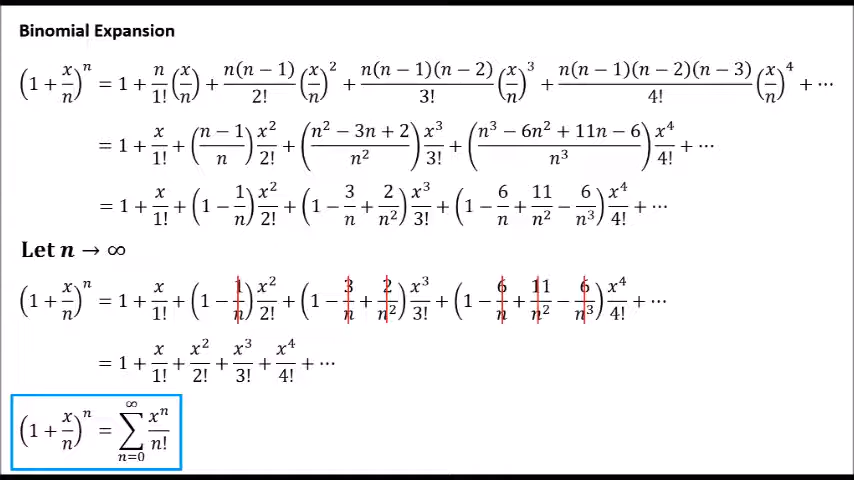 Binomial Expansion
(1 + x/n)^n = 1 + n/1! (x/n) + n(n − 1)/2! (x/n)^2 + n(n − 1)(n − 2)/3! (x/n)^3 + n(n − 1)(n − 2)(n − 3)/4! (x/n)^4 + ⋯
= 1 + x/1! + ((n − 1)/n) x^2/2! + ((n^2 − 3n + 2)/n^2) x^3/3! + ((n^3 − 6n^2 + 11n − 6)/n^3) x^4/4! + ⋯
= 1 + x/1! + (1 − 1/n) x^2/2! + (1 − 3/n + 2/n^2) x^3/3! + (1 − 6/n + 11/n^2 − 6/n^3) x^4/4! + ⋯
Let n → ∞
(1 + x/n)^n = 1 + x/1! + (1 − 1/n) x^2/2! + (1 − 3/n + 2/n^2) x^3/3! + (1 − 6/n + 11/n^2 − 6/n^3) x^4/4! + ⋯
= 1 + x/1! + x^2/2! + x^3/3! + x^4/4! + ⋯
(1 + x/n)^n = ∑_{n=0}^{∞} x^n/n!